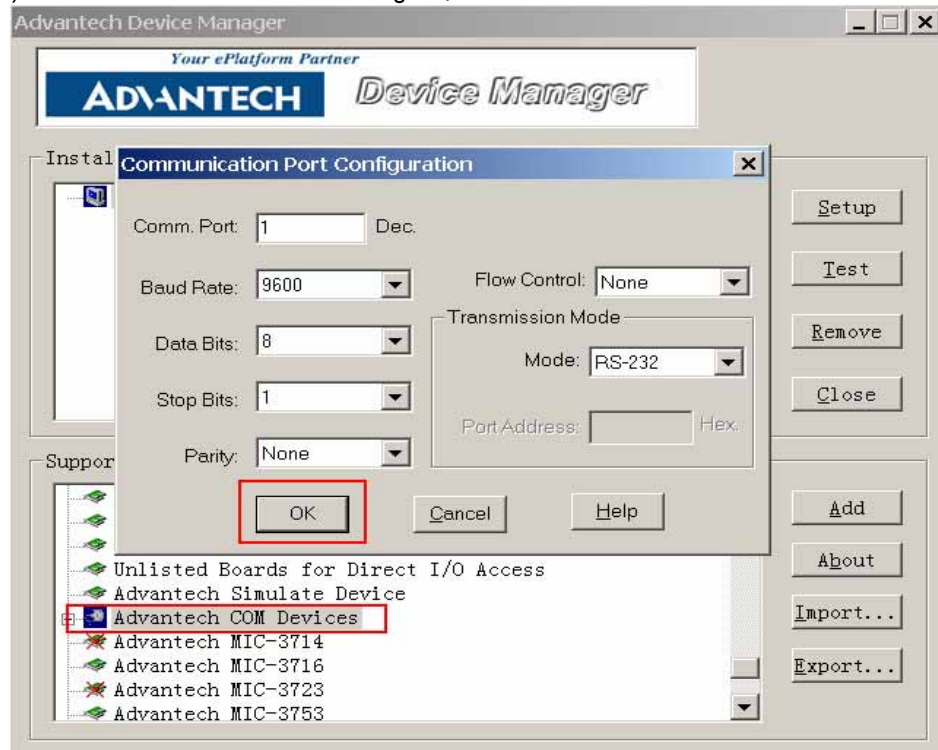 Advantech Device Manager
Your ePlatform Partner
ADVANTECH Device Manager
Instal
Communication Port Configuration
Comm. Port: 1 Dec.
Baud Rate: 9600
Flow Control: None
Data Bits: 8
Transmission Mode
Mode: RS-232
Stop Bits: 1
Port Address: Hex.
Parity: None
OK Cancel Help
Setup
Test
Remove
Close
Suppor
Unlisted Boards for Direct I/O Access
Advantech Simulate Device
Advantech COM Devices
Advantech MIC-3714
Advantech MIC-3716
Advantech MIC-3723
Advantech MIC-3753
Add
About
Import...
Export...